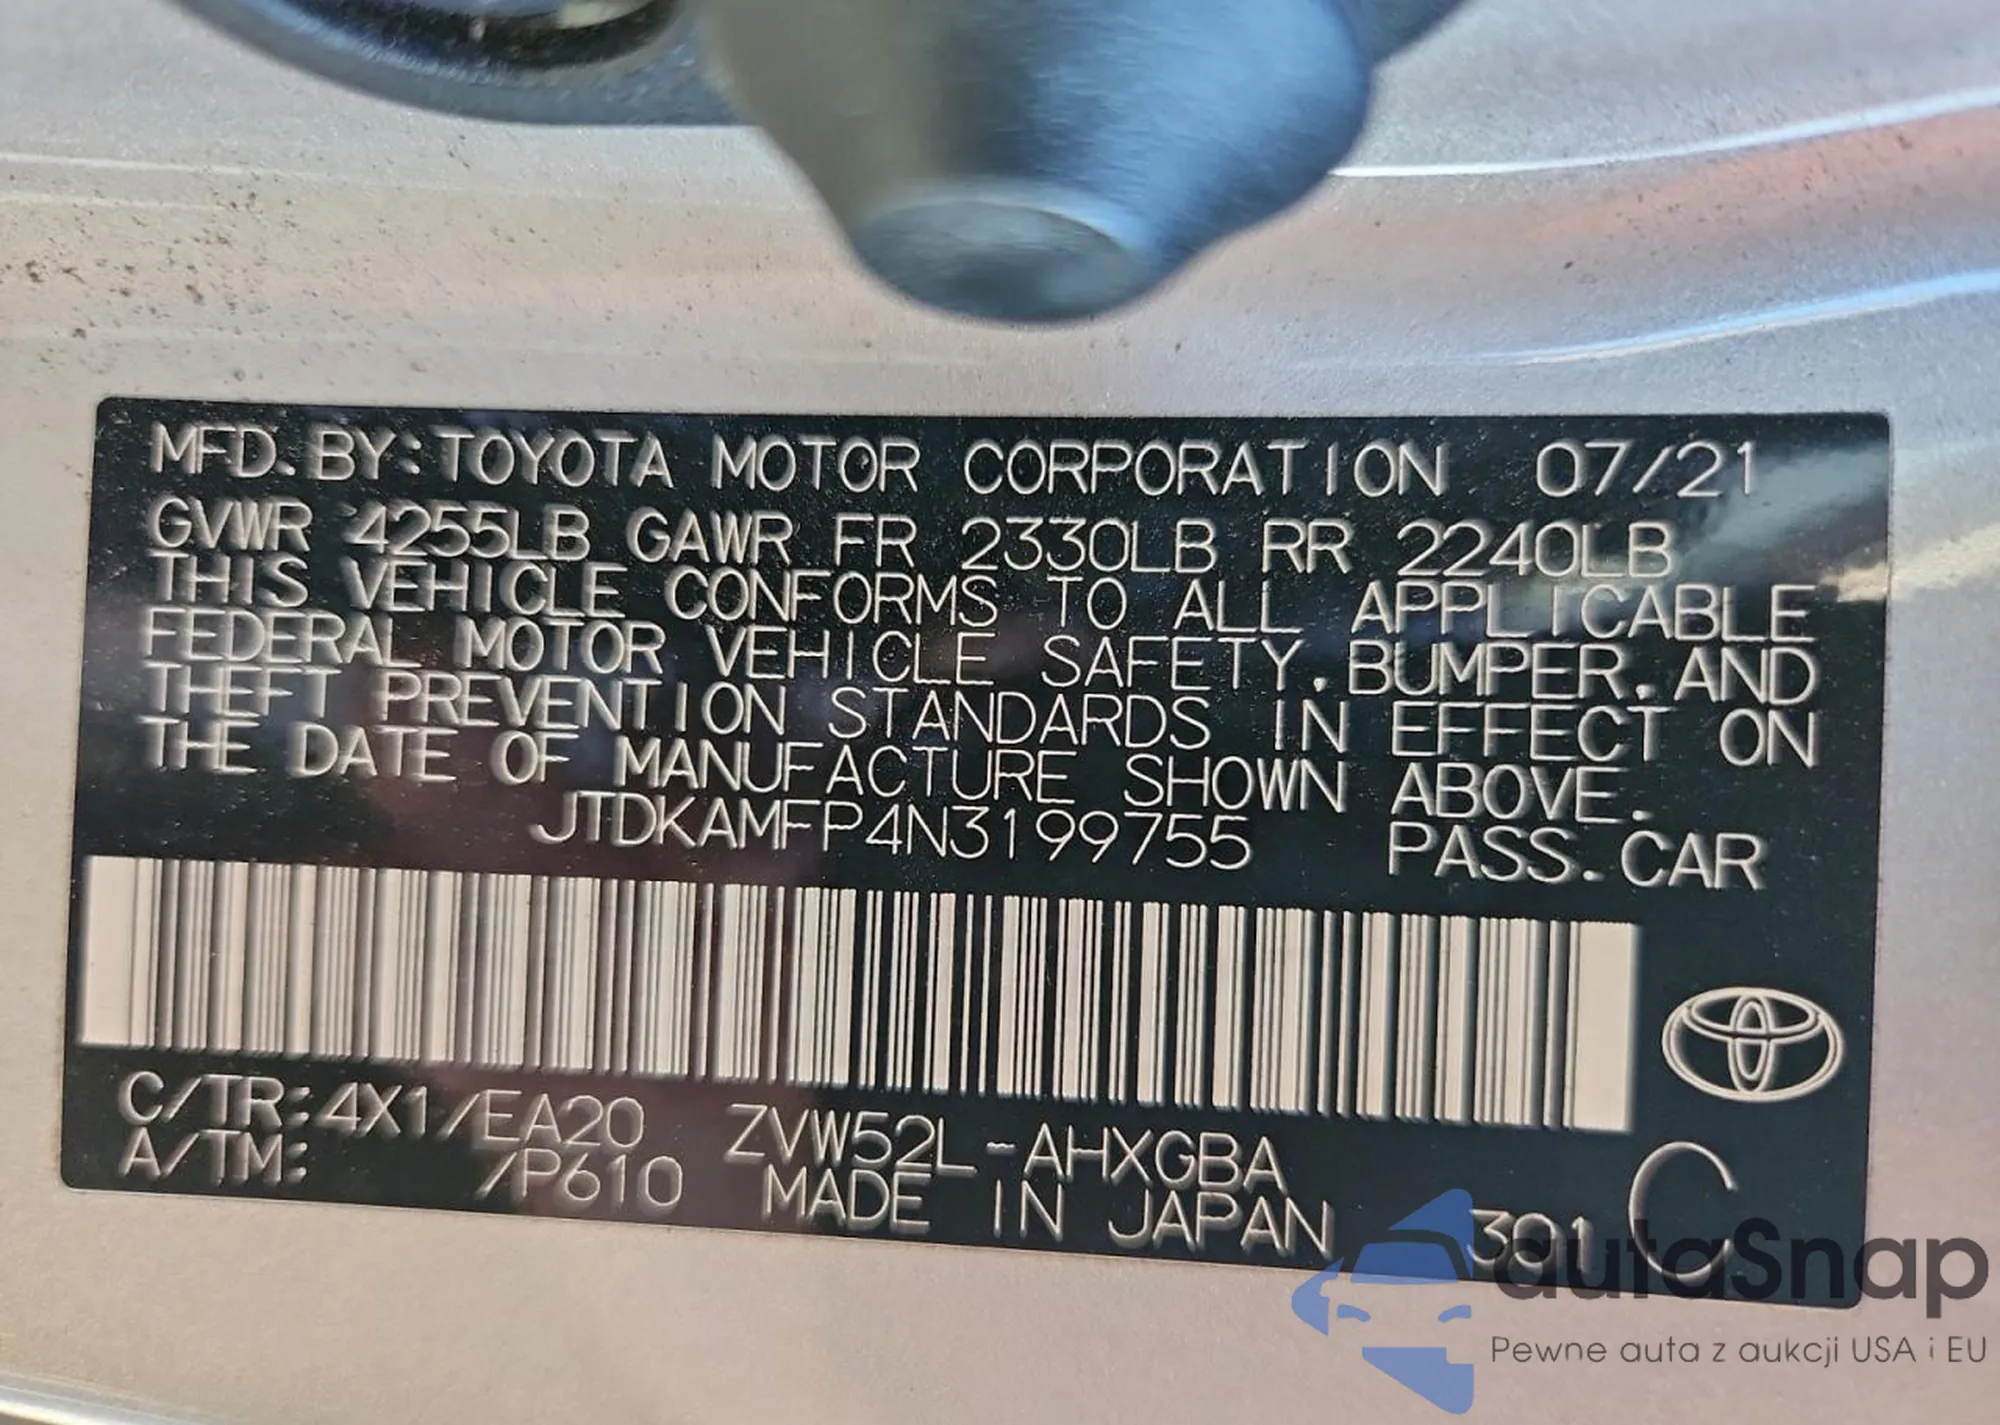 MFD. BY: TOYOTA MOTOR CORPORATION 07/21
GVWR 4255LB GAWR FR 2330LB RR 2240LB
THIS VEHICLE CONFORMS TO ALL APPLICABLE
FEDERAL MOTOR VEHICLE SAFETY, BUMPER, AND
THEFT PREVENTION STANDARDS IN EFFECT ON
THE DATE OF MANUFACTURE SHOWN ABOVE.
JTDKAMFP4N3199755 PASS. CAR
C/TR: 4X1/EA20 ZVW52L-AHXGBA
A/TM: /P610 MADE IN JAPAN 301 C
autaSnap
Pewne auta z aukcji USA i EU